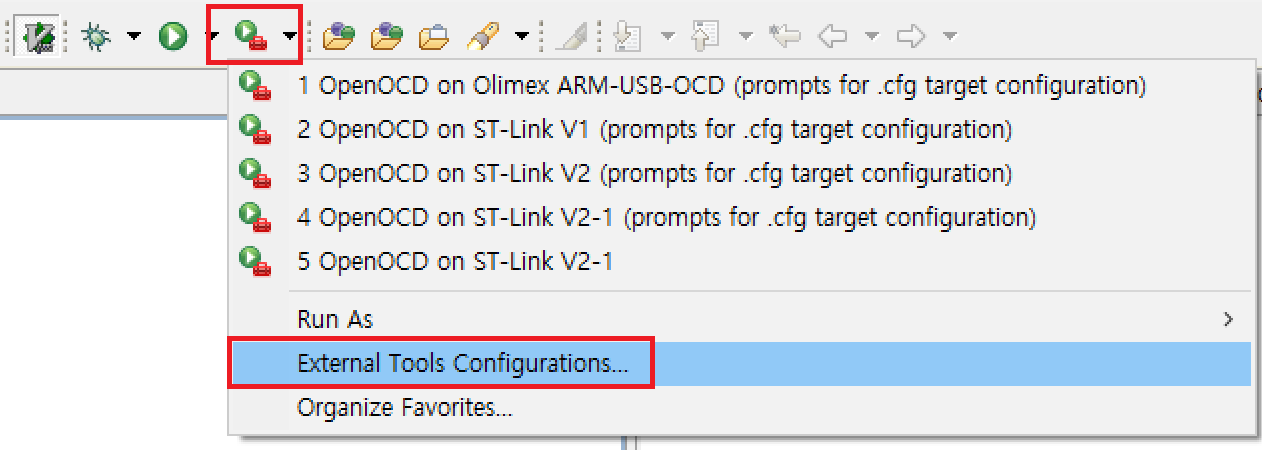 1 OpenOCD on Olimex ARM-USB-OCD (prompts for .cfg target configuration)
2 OpenOCD on ST-Link V1 (prompts for .cfg target configuration)
3 OpenOCD on ST-Link V2 (prompts for .cfg target configuration)
4 OpenOCD on ST-Link V2-1 (prompts for .cfg target configuration)
5 OpenOCD on ST-Link V2-1
Run As
External Tools Configurations...
Organize Favorites...